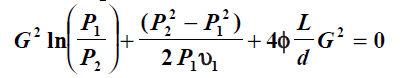 G² ln(P₁/P₂) + (P₂² – P₁²)/(2 P₁υ₁) + 4ϕ (L/d) G² = 0